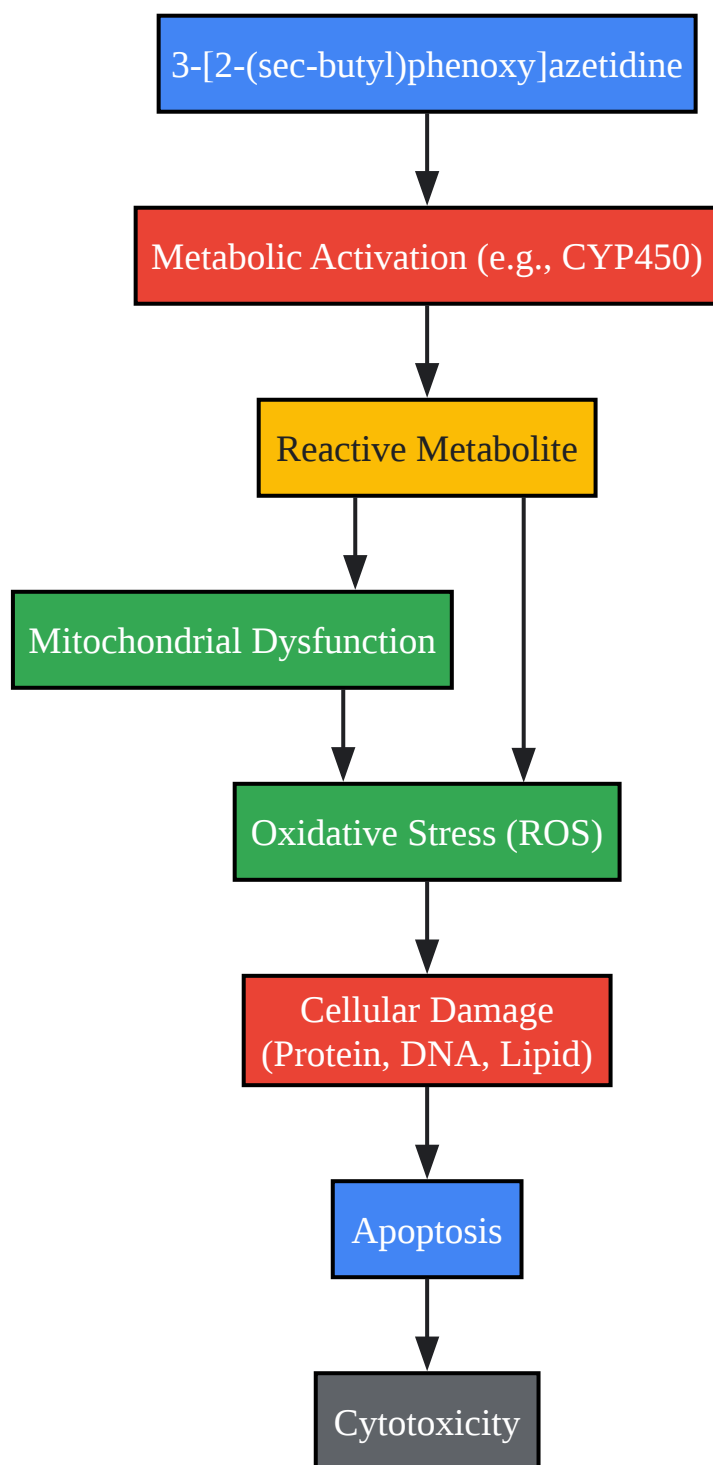 3-[2-(sec-butyl)phenoxy]azetidine
Metabolic Activation (e.g., CYP450)
Reactive Metabolite
Mitochondrial Dysfunction
Oxidative Stress (ROS)
Cellular Damage
(Protein, DNA, Lipid)
Apoptosis
Cytotoxicity